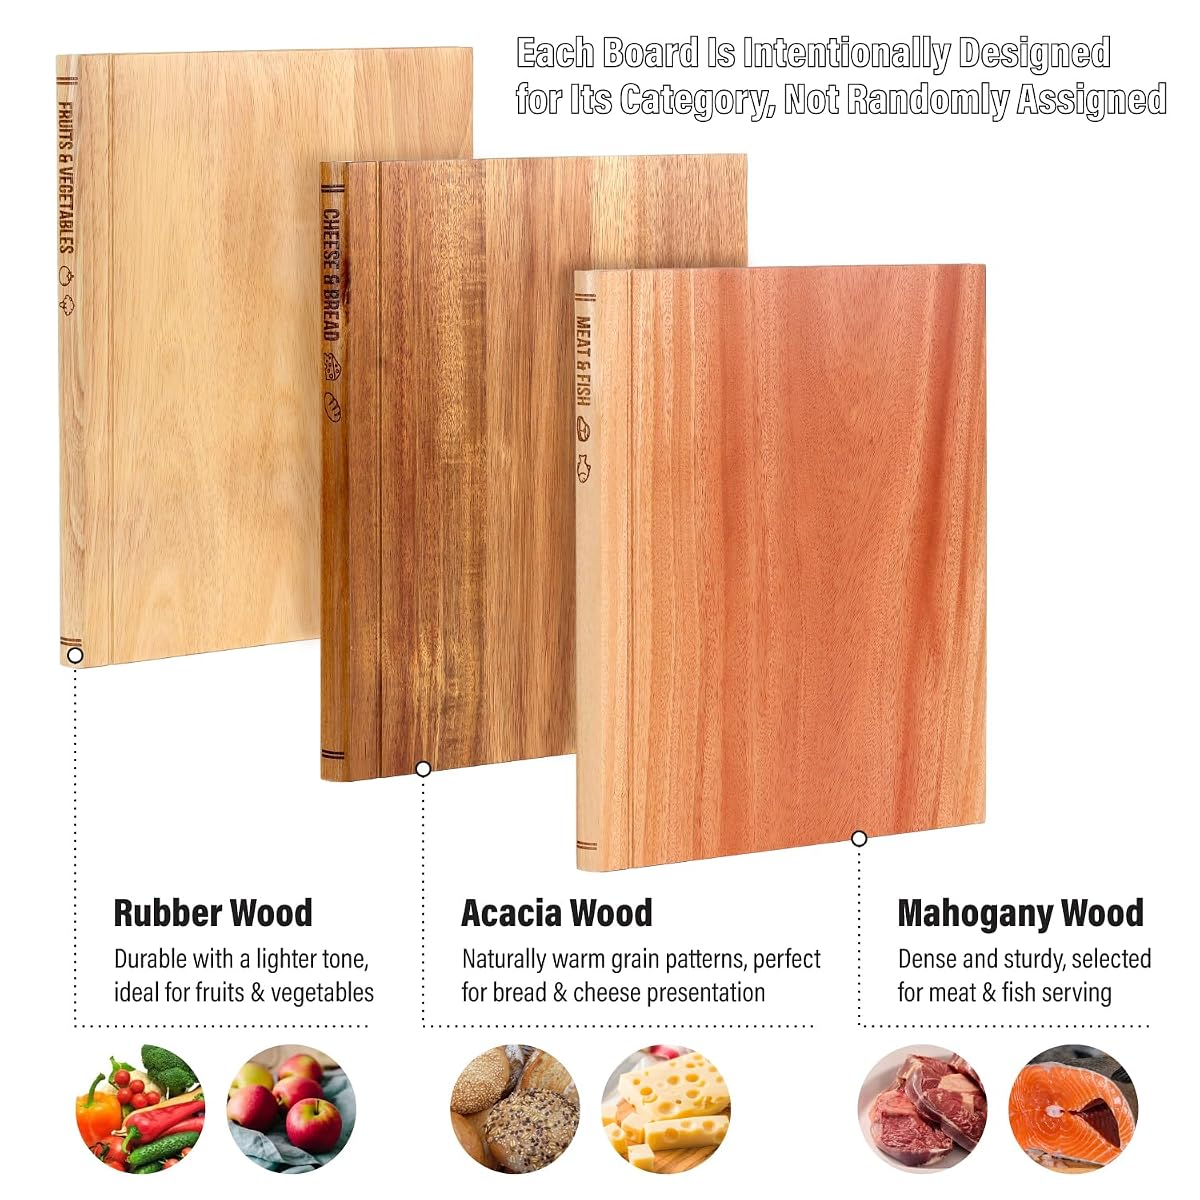 Each Board Is Intentionally Designed
for Its Category, Not Randomly Assigned
FRUITS & VEGETABLES
CHEESE & BREAD
MEAT & FISH
Rubber Wood
Durable with a lighter tone,
ideal for fruits & vegetables
Acacia Wood
Naturally warm grain patterns, perfect
for bread & cheese presentation
Mahogany Wood
Dense and sturdy, selected
for meat & fish serving